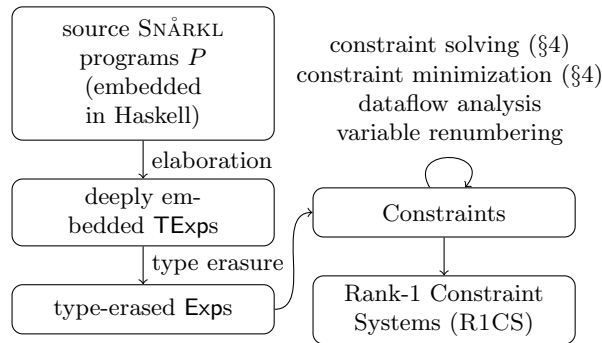 source SNÅRKL
programs P
(embedded
in Haskell)
elaboration
deeply em-
bedded TExps
type erasure
type-erased Exps
constraint solving (§4)
constraint minimization (§4)
dataflow analysis
variable renumbering
Constraints
Rank-1 Constraint
Systems (R1CS)